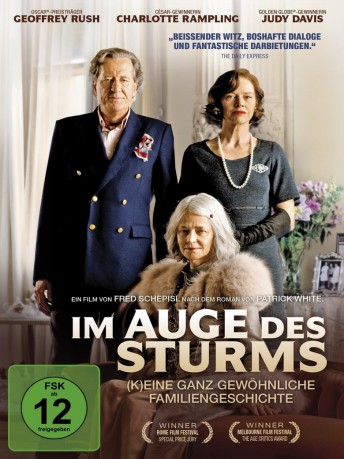 OSCAR®-PREISTRÄGER
GEOFFREY RUSH
CÉSAR-GEWINNERIN
CHARLOTTE RAMPLING
GOLDEN GLOBE®-GEWINNERIN
JUDY DAVIS
„BEISSENDER WITZ, BOSHAFTE DIALOGE
UND FANTASTISCHE DARBIETUNGEN.“
THE DAILY EXPRESS
EIN FILM VON FRED SCHEPISI NACH DEM ROMAN VON PATRICK WHITE.
IM AUGE DES
STURMS
(K)EINE GANZ GEWÖHNLICHE
FAMILIENGESCHICHTE
FSK
ab
12
freigegeben
WINNER
ROME FILM FESTIVAL
SPECIAL PRIZE JURY
WINNER
MELBOURNE FILM FESTIVAL
THE AGE CRITICS AWARD